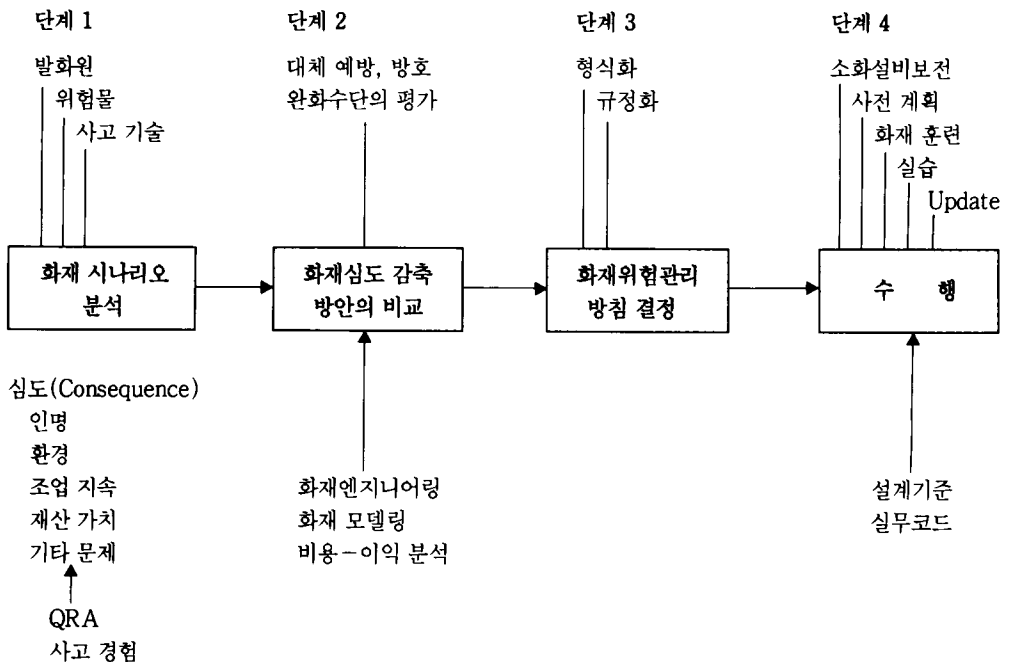 단계 1
발화원
위험물
사고 기술
화재 시나리오
분석
심도(Consequence)
인명
환경
조업 지속
재산 가치
기타 문제
QRA
사고 경험
단계 2
대체 예방, 방호
완화수단의 평가
화재심도 감축
방안의 비교
화재엔지니어링
화재 모델링
비용-이익 분석
단계 3
형식화
규정화
화재위험관리
방침 결정
단계 4
소화설비보전
사전 계획
화재 훈련
실습
Update
수 행
설계기준
실무코드